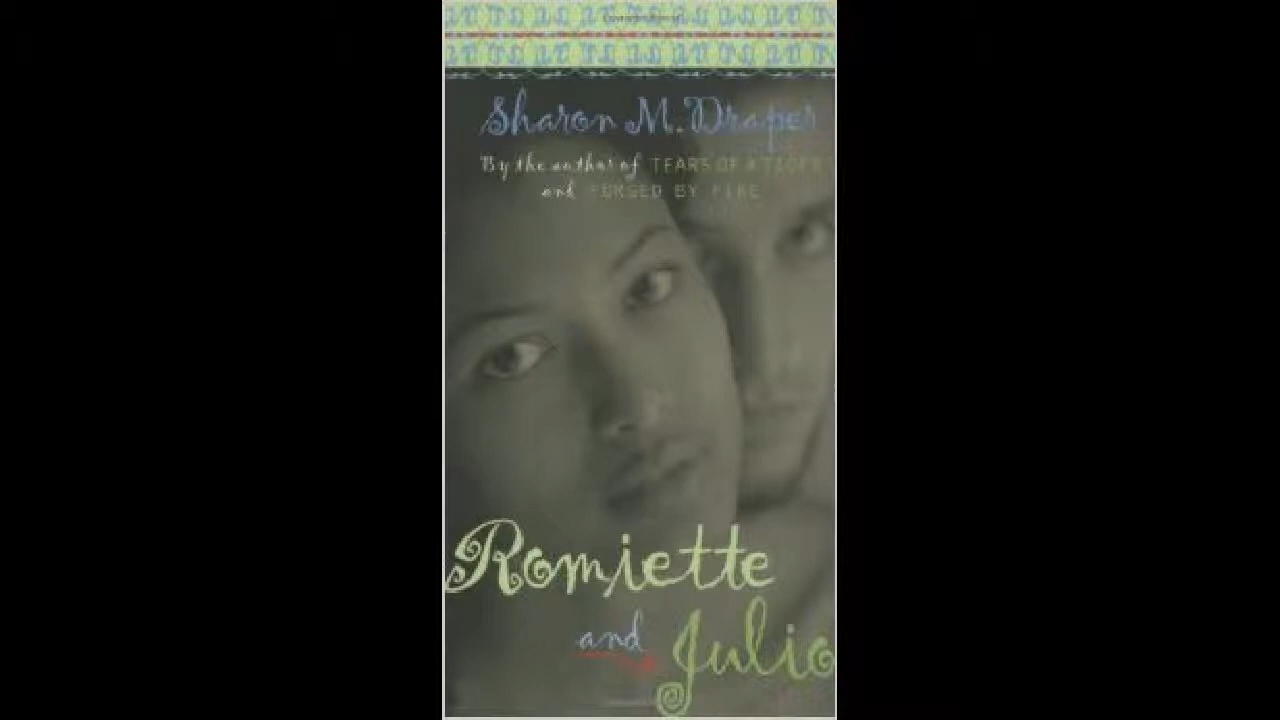 Sharon M. Draper
By the author of TEARS OF A TIGER
and FORGED BY FIRE
Romiette
and
Julio